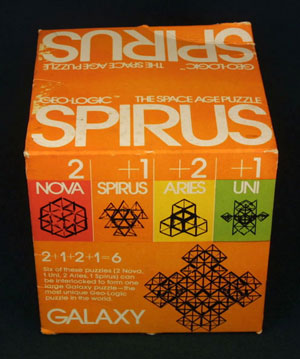 SPIRUS
GEO-LOGIC THE SPACE AGE PUZZLE
GEO-LOGIC™ THE SPACE AGE PUZZLE
SPIRUS
2 +1 +2 +1
NOVA SPIRUS ARIES UNI
2+1+2+1=6
Six of these puzzles (2 Nova,
1 Uni, 2 Aries, 1 Spirus) can
be interlocked to form one
large Galaxy puzzle—the
most unique Geo-Logic
puzzle in the world.
GALAXY